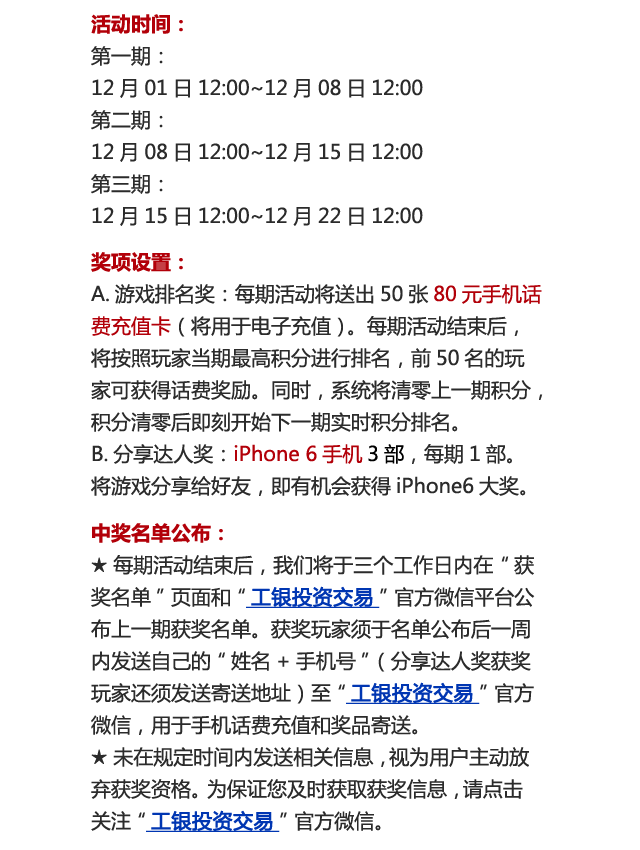 活动时间：
第一期：
12 月 01 日 12:00~12 月 08 日 12:00
第二期：
12 月 08 日 12:00~12 月 15 日 12:00
第三期：
12 月 15 日 12:00~12 月 22 日 12:00
奖项设置：
A. 游戏排名奖：每期活动将送出 50 张 80 元手机话
费充值卡（将用于电子充值）。每期活动结束后，
将按照玩家当期最高积分进行排名，前 50 名的玩
家可获得话费奖励。同时，系统将清零上一期积分，
积分清零后即刻开始下一期实时积分排名。
B. 分享达人奖：iPhone 6 手机 3 部，每期 1 部。
将游戏分享给好友，即有机会获得 iPhone6 大奖。
中奖名单公布：
★ 每期活动结束后，我们将于三个工作日内在 “ 获
奖名单 ” 页面和 “ 工银投资交易 ” 官方微信平台公
布上一期获奖名单。获奖玩家须于名单公布后一周
内发送自己的 “ 姓名 + 手机号 ”（分享达人奖获奖
玩家还须发送寄送地址）至 “ 工银投资交易 ” 官方
微信，用于手机话费充值和奖品寄送。
★ 未在规定时间内发送相关信息，视为用户主动放
弃获奖资格。为保证您及时获取获奖信息，请点击
关注 “ 工银投资交易 ” 官方微信。